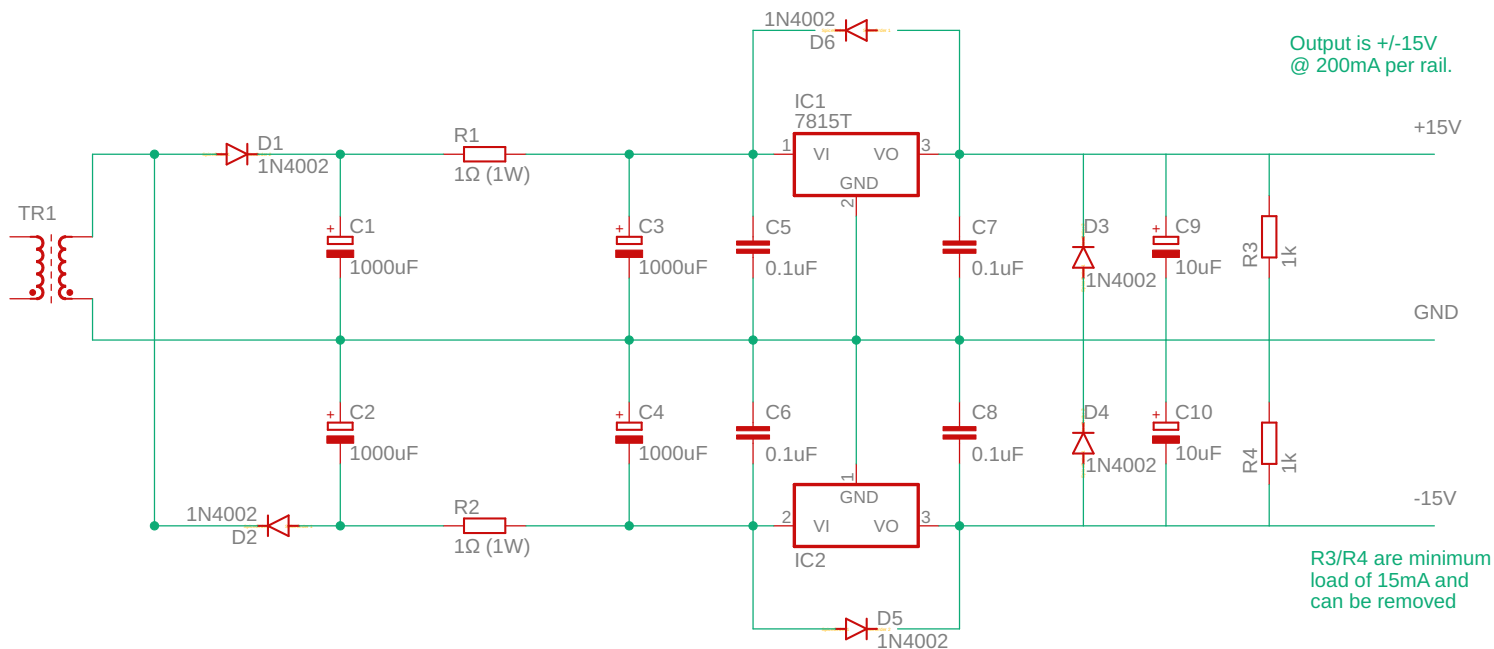 1N4002
D6
Output is +/-15V
@ 200mA per rail.
IC1
7815T
+15V
D1
1N4002
R1
1Ω (1W)
1
VI
VO
3
GND
2
TR1
+
C1
1000uF
+
C3
1000uF
C5
0.1uF
C7
0.1uF
D3
1N4002
+
C9
10uF
R3
1k
GND
+
C2
1000uF
+
C4
1000uF
C6
0.1uF
C8
0.1uF
D4
1N4002
+
C10
10uF
R4
1k
1
GND
-15V
1N4002
D2
R2
1Ω (1W)
2
VI
VO
3
IC2
R3/R4 are minimum
load of 15mA and
can be removed
D5
1N4002